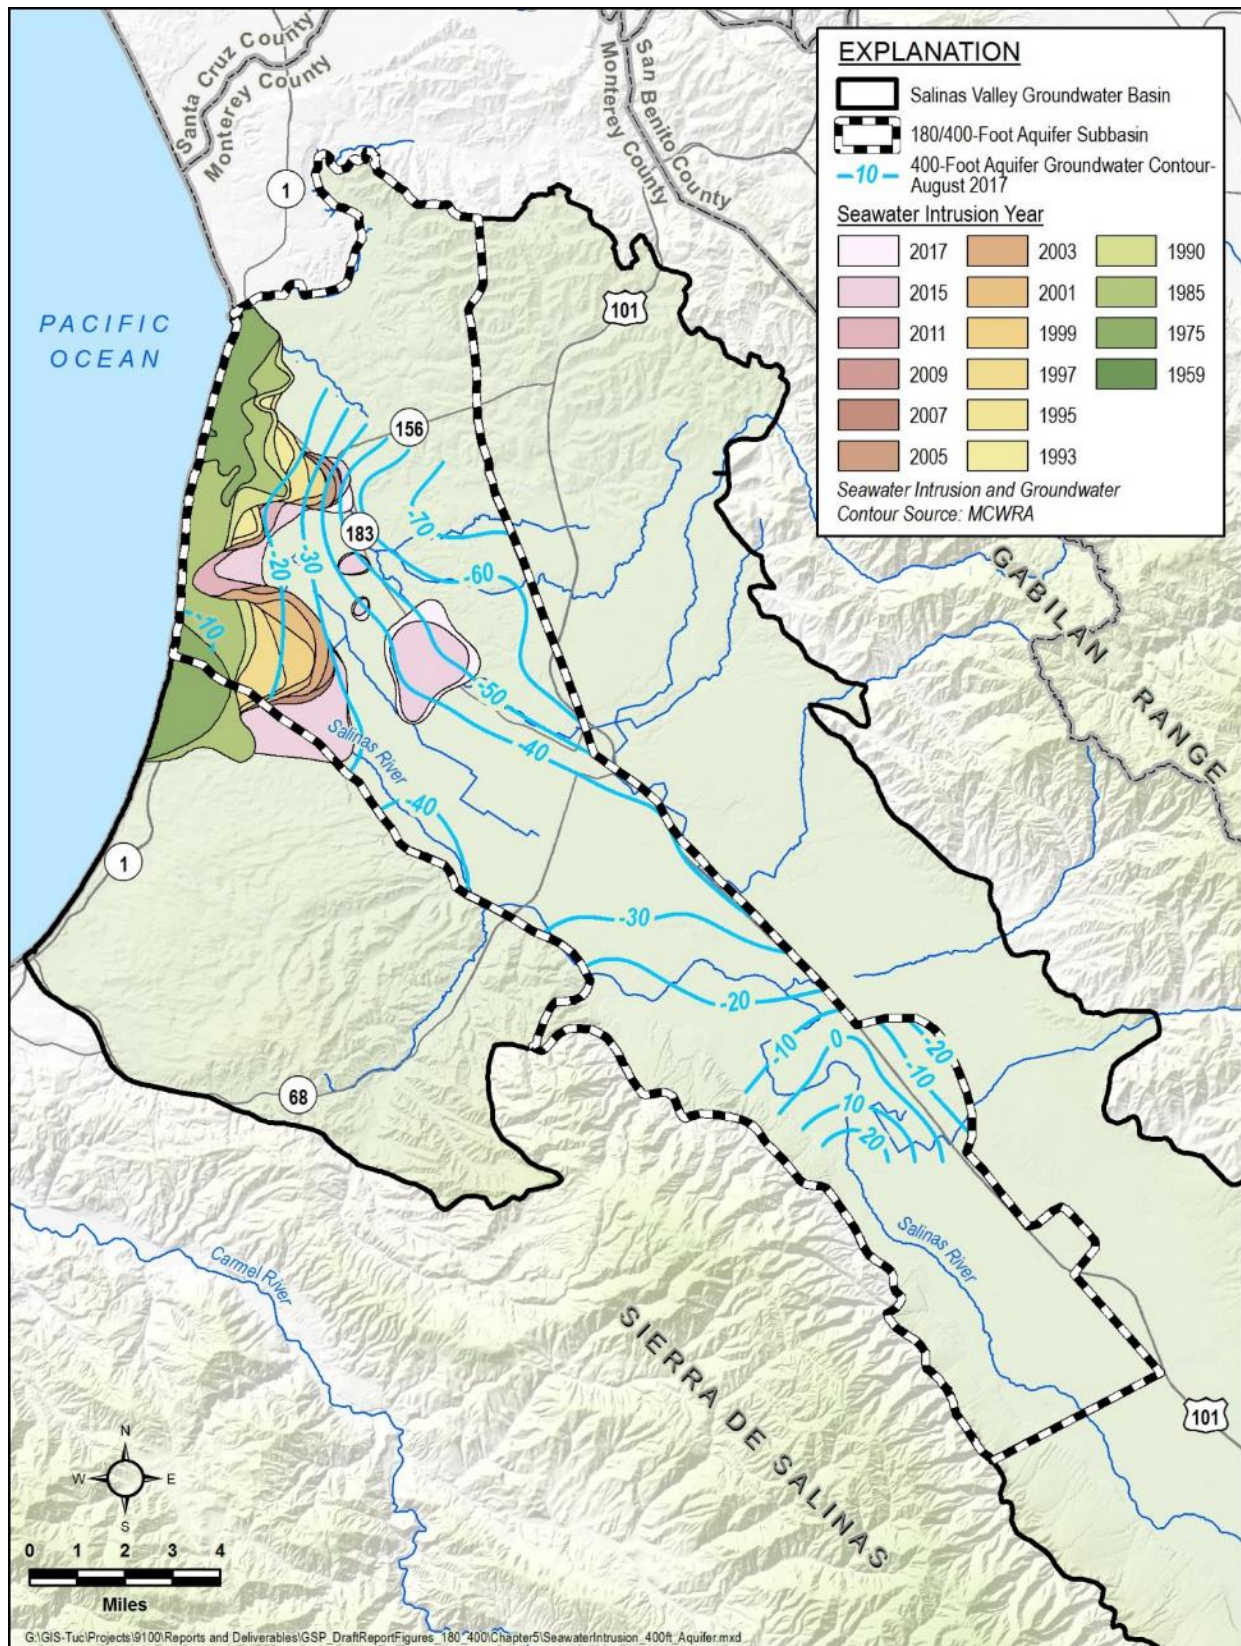 EXPLANATION
Salinas Valley Groundwater Basin
180/400-Foot Aquifer Subbasin
-10
400-Foot Aquifer Groundwater Contour-
August 2017
Seawater Intrusion Year
2017
2015
2011
2009
2007
2005
2003
2001
1999
1997
1995
1993
1990
1985
1975
1959
Seawater Intrusion and Groundwater
Contour Source: MCWRA
Santa Cruz County
Monterey County
San Benito County
Monterey County
1
101
PACIFIC
OCEAN
156
183
-70
-60
-20
-30
-10
-50
-40
Salinas River
-40
1
-30
-20
-10
0
-20
-10
10
20
68
GABILAN
RANGE
Salinas River
Carmel River
SIERRA DE SALINAS
101
N
W
E
S
0 1 2 3 4
Miles
G:\GIS-Tuc\Projects\9100\Reports and Deliverables\GSP_DraftReportFigures_180_400\Chapter5\SeawaterIntrusion_400ft_Aquifer.mxd